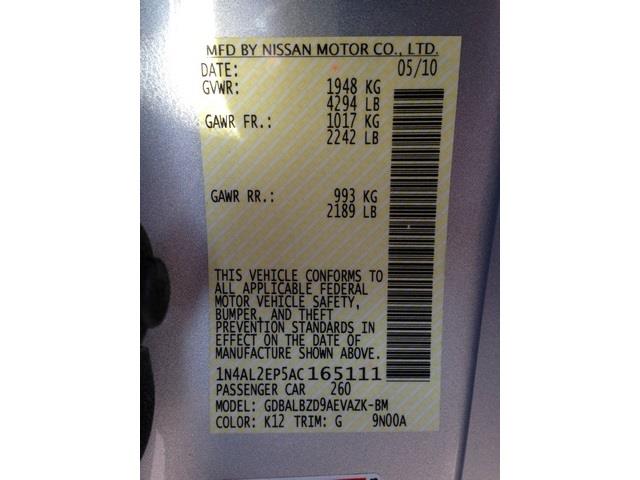 MFD BY NISSAN MOTOR CO., LTD.
DATE: 05/10
GVWR: 1948 KG
4294 LB
GAWR FR.: 1017 KG
2242 LB
GAWR RR.: 993 KG
2189 LB
THIS VEHICLE CONFORMS TO
ALL APPLICABLE FEDERAL
MOTOR VEHICLE SAFETY,
BUMPER, AND THEFT
PREVENTION STANDARDS IN
EFFECT ON THE DATE OF
MANUFACTURE SHOWN ABOVE.
1N4AL2EP5AC165111
PASSENGER CAR 260
MODEL: GDBALBZD9AEVAZK-BM
COLOR: K12 TRIM: G 9N00A